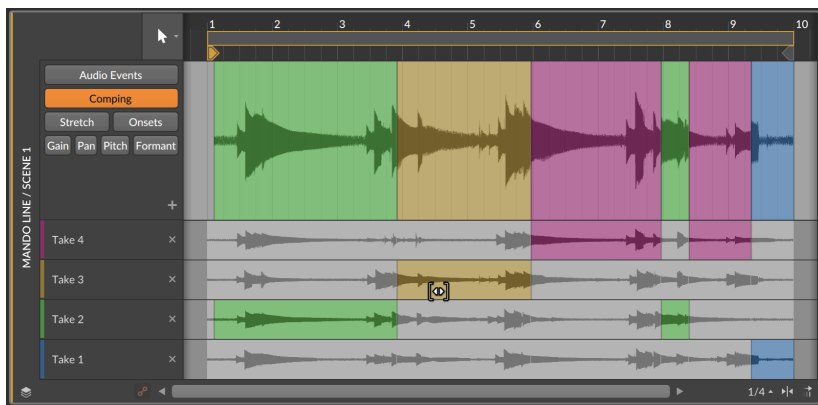 1 2 3 4 5 6 7 8 9 10
Audio Events
Comping
Stretch Onsets
Gain Pan Pitch Formant
+
MANDO LINE / SCENE 1
Take 4 ×
Take 3 ×
Take 2 ×
Take 1 ×
1/4